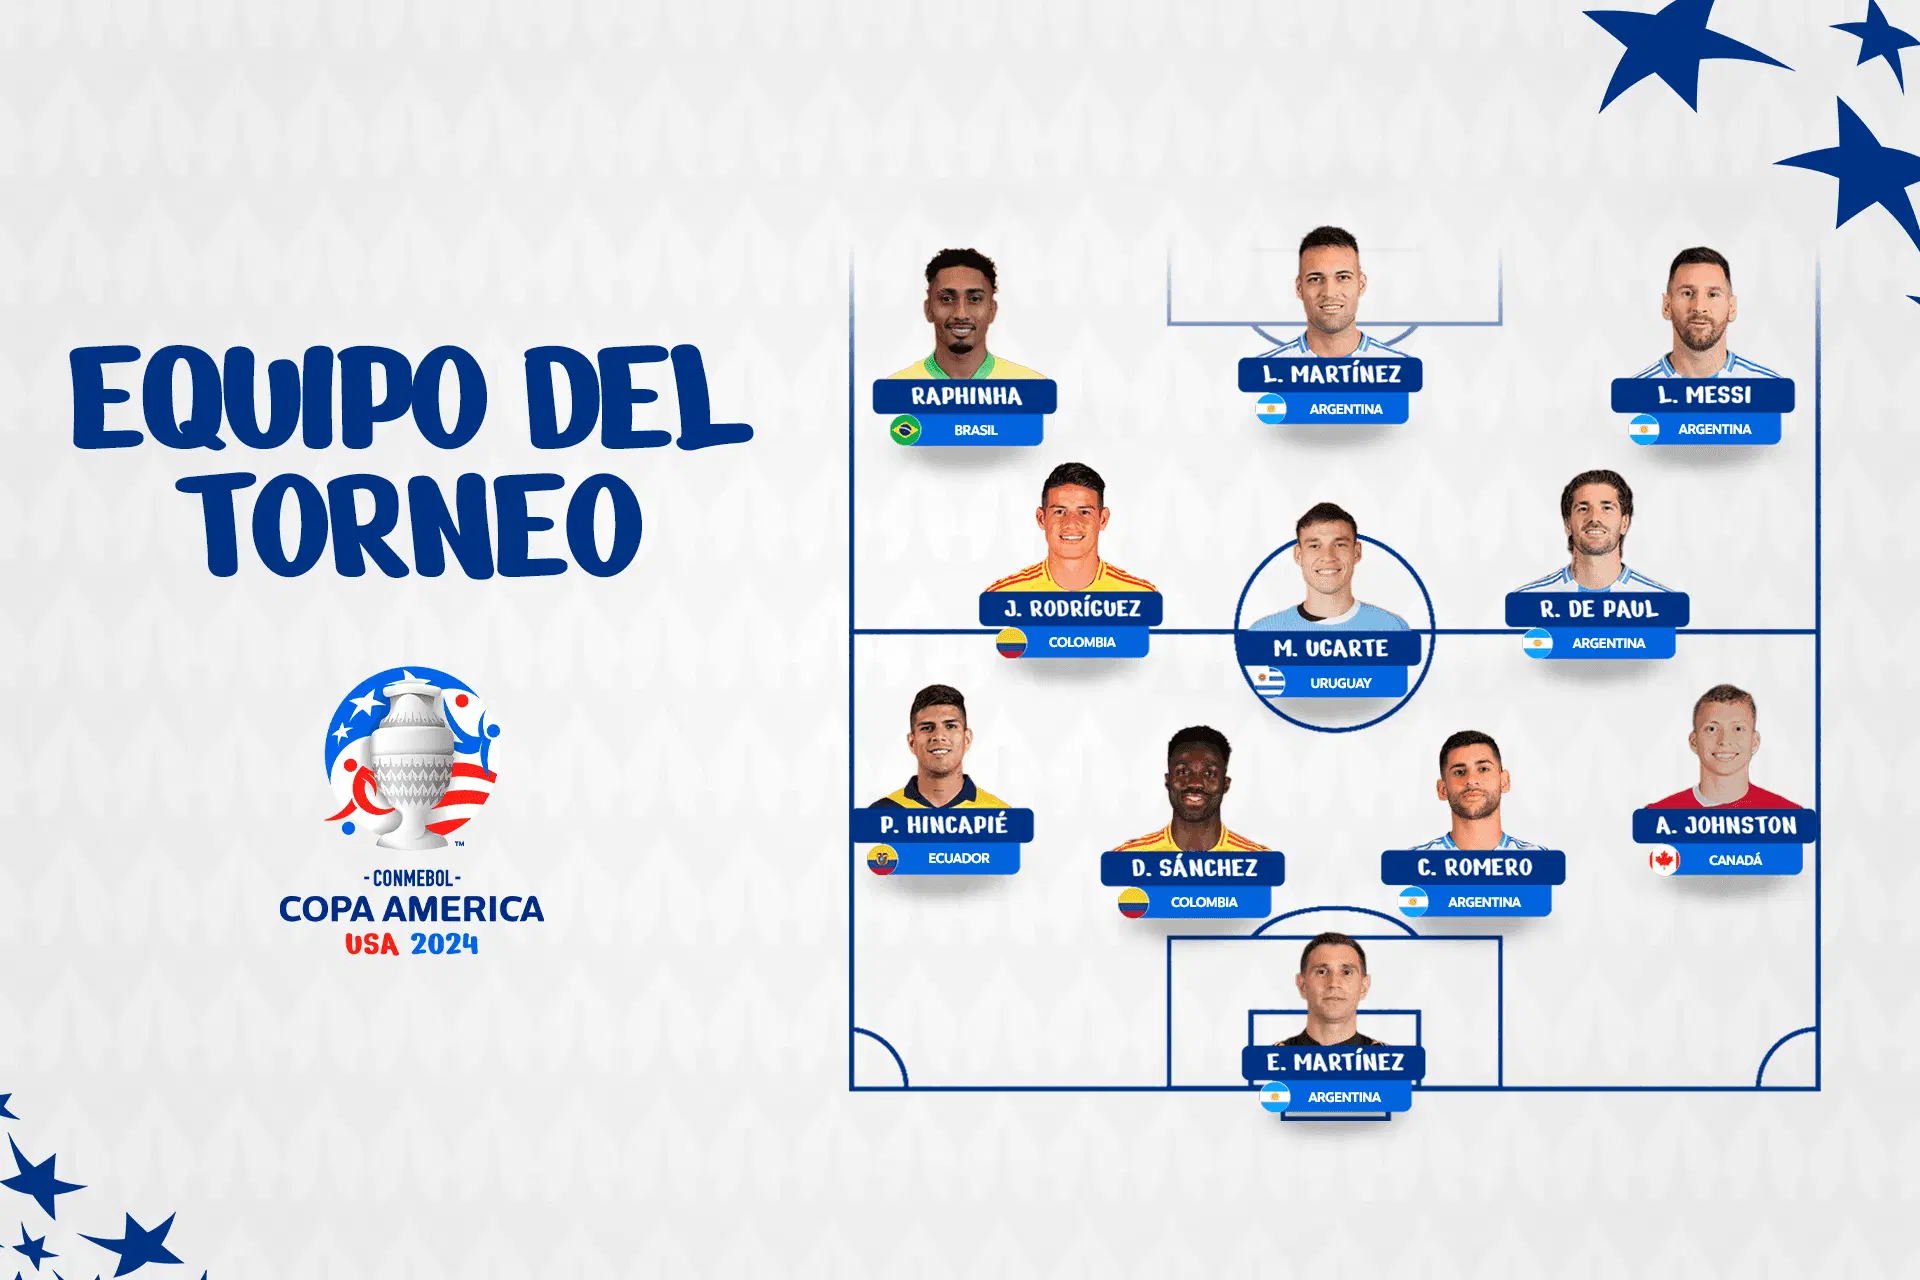 EQUIPO DEL
TORNEO
-CONMEBOL-
COPA AMERICA
USA 2024
TM
RAPHINHA
BRASIL
L. MARTÍNEZ
ARGENTINA
L. MESSI
ARGENTINA
J. RODRÍGUEZ
COLOMBIA
M. UGARTE
URUGUAY
R. DE PAUL
ARGENTINA
P. HINCAPIÉ
ECUADOR
D. SÁNCHEZ
COLOMBIA
C. ROMERO
ARGENTINA
A. JOHNSTON
CANADÁ
E. MARTÍNEZ
ARGENTINA